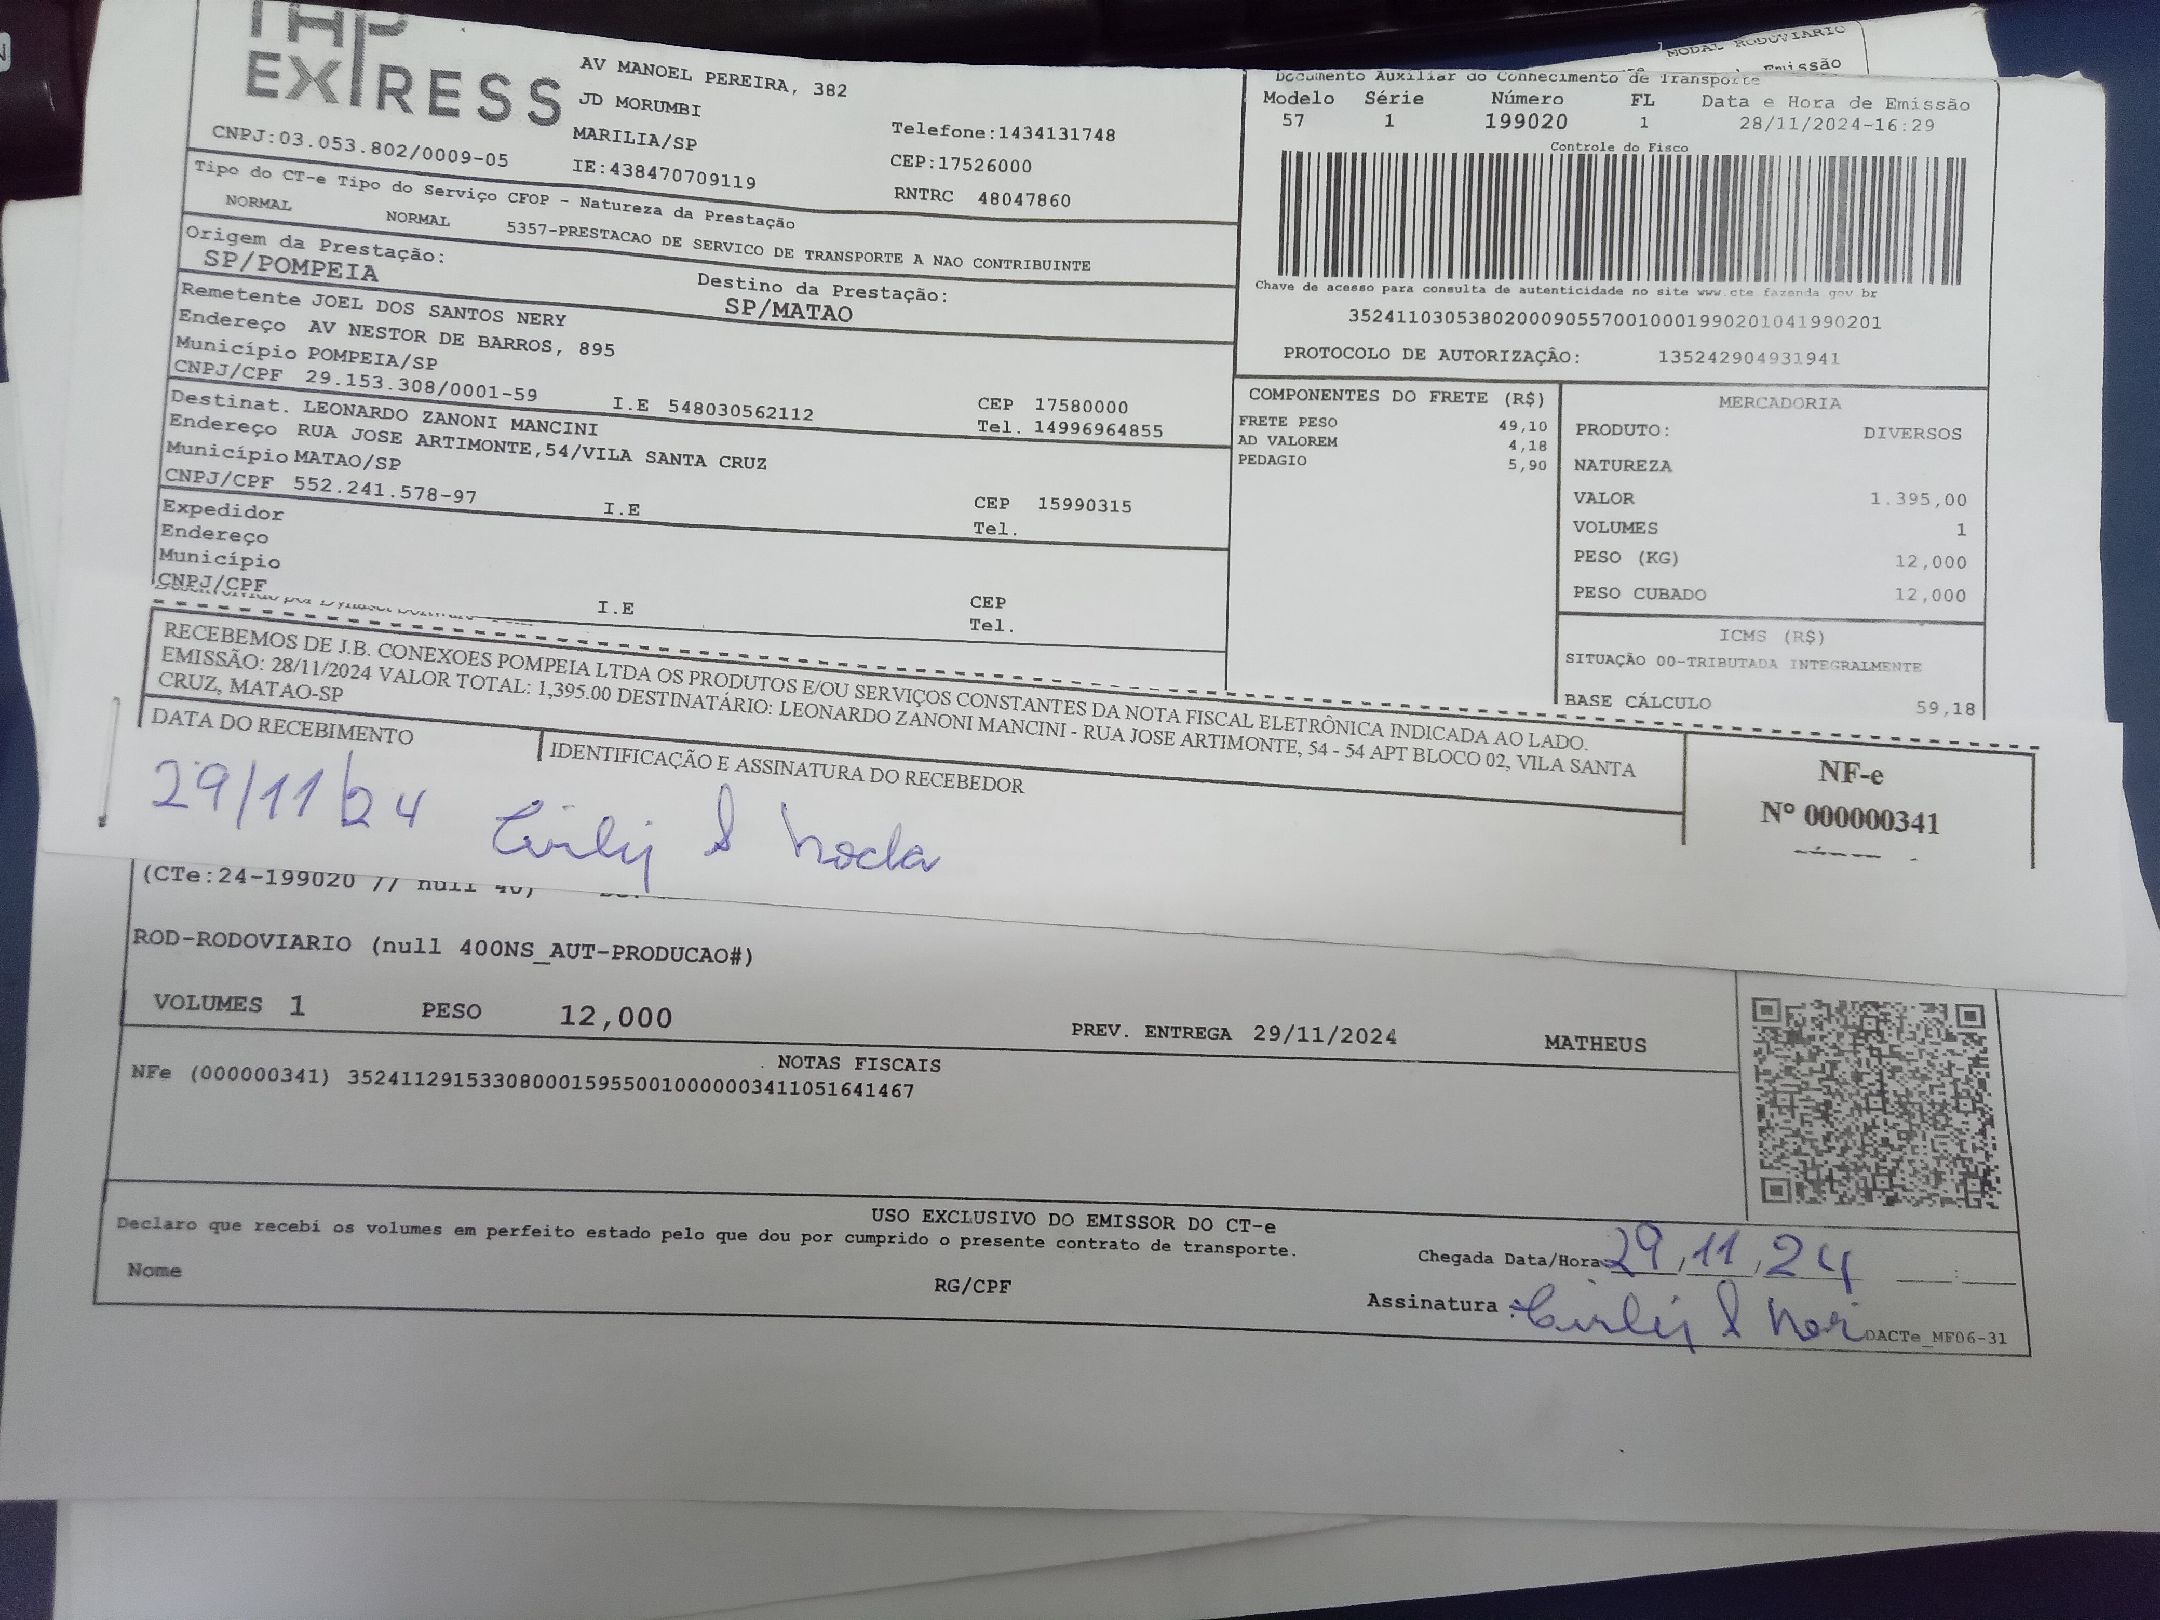 EXPRESS
AV MANOEL PEREIRA, 382
JD MORUMBI
MARILIA/SP
Telefone:1434131748
CNPJ:03.053.802/0009-05
IE:438470709119
CEP:17526000
RNTRC 48047860
MODAL RODOVIARIO
Emissão
Documento Auxiliar do Conhecimento de Transporte
Modelo Série Número FL Data e Hora de Emissão
57 1 199020 1 28/11/2024-16:29
Controle do Fisco
Chave de acesso para consulta de autenticidade no site www.cte fazenda gov br
35241103053802000905570010001990201041990201
PROTOCOLO DE AUTORIZAÇÂO: 135242904931941
Tipo do CT-e Tipo do Serviço CFOP - Natureza da Prestação
NORMAL NORMAL 5357-PRESTACAO DE SERVICO DE TRANSPORTE A NAO CONTRIBUINTE
Origem da Prestação:
SP/POMPEIA
Destino da Prestação:
SP/MATAO
Remetente JOEL DOS SANTOS NERY
Endereço AV NESTOR DE BARROS, 895
Município POMPEIA/SP
CNPJ/CPF 29.153.308/0001-59 I.E 548030562112
CEP 17580000
Tel. 14996964855
Destinat. LEONARDO ZANONI MANCINI
Endereço RUA JOSE ARTIMONTE,54/VILA SANTA CRUZ
Município MATAO/SP
CNPJ/CPF 552.241.578-97 I.E
CEP 15990315
Tel.
Expedidor
Endereço
Município
CNPJ/CPF I.E
CEP
Tel.
COMPONENTES DO FRETE (R$)
FRETE PESO 49,10
AD VALOREM 4,18
PEDAGIO 5,90
MERCADORIA
PRODUTO: DIVERSOS
NATUREZA
VALOR 1.395,00
VOLUMES 1
PESO (KG) 12,000
PESO CUBADO 12,000
ICMS (R$)
SITUAÇÃO 00-TRIBUTADA INTEGRALMENTE
BASE CÁLCULO 59,18
RECEBEMOS DE J.B. CONEXOES POMPEIA LTDA OS PRODUTOS E/OU SERVIÇOS CONSTANTES DA NOTA FISCAL ELETRÔNICA INDICADA AO LADO.
EMISSÃO: 28/11/2024 VALOR TOTAL: 1,395.00 DESTINATÁRIO: LEONARDO ZANONI MANCINI - RUA JOSE ARTIMONTE, 54 - 54 APT BLOCO 02, VILA SANTA
CRUZ, MATAO-SP
DATA DO RECEBIMENTO
IDENTIFICAÇÃO E ASSINATURA DO RECEBEDOR
29/11/24
NF-e
Nº 000000341
(CTe:24-199020 // null 40)
ROD-RODOVIARIO (null 400NS_AUT-PRODUCAO#)
VOLUMES 1 PESO 12,000 PREV. ENTREGA 29/11/2024 MATHEUS
NOTAS FISCAIS
NFe (000000341) 35241129153308000159550010000003411051641467
USO EXCLUSIVO DO EMISSOR DO CT-e
Declaro que recebi os volumes em perfeito estado pelo que dou por cumprido o presente contrato de transporte.
Chegada Data/Hora 29,11,24
Nome
RG/CPF
Assinatura :
DACTe_MF06-31